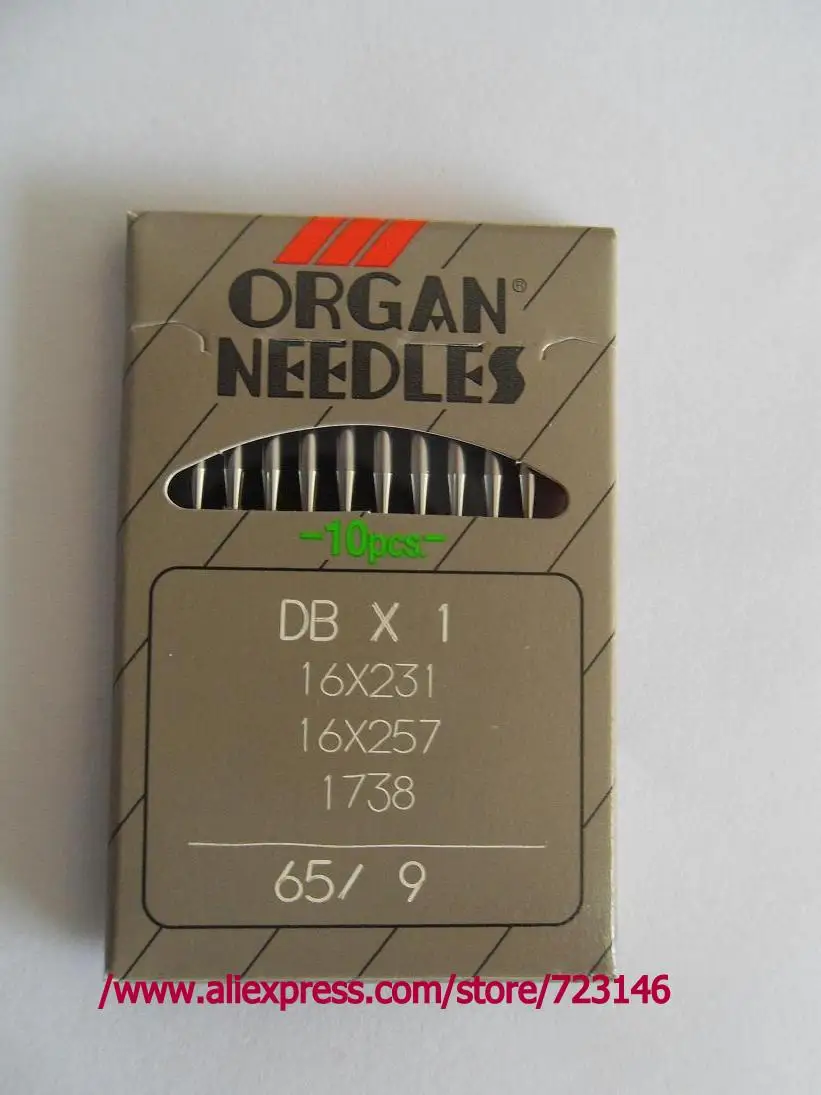 ORGAN®
NEEDLES
-10pcs.-
DB X 1
16X231
16X257
1738
65/ 9
/www.aliexpress.com/store/723146